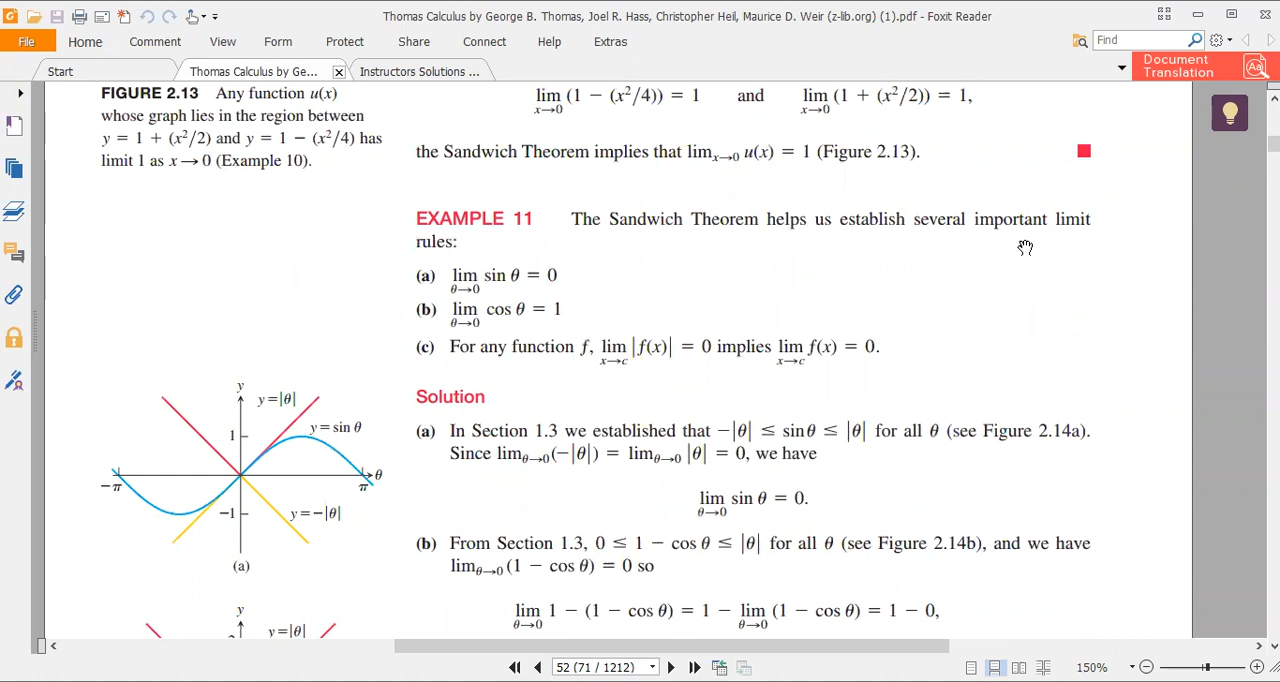 Thomas Calculus by George B. Thomas, Joel R. Hass, Christopher Heil, Maurice D. Weir (z-lib.org) (1).pdf - Foxit Reader
File Home Comment View Form Protect Share Connect Help Extras Find
Start Thomas Calculus by Ge... Instructors Solutions ... Document Translation
FIGURE 2.13 Any function u(x)
whose graph lies in the region between
y = 1 + (x²/2) and y = 1 − (x²/4) has
limit 1 as x→0 (Example 10).
lim x→0 (1 − (x²/4)) = 1 and lim x→0 (1 + (x²/2)) = 1,
the Sandwich Theorem implies that limx→0 u(x) = 1 (Figure 2.13).
EXAMPLE 11 The Sandwich Theorem helps us establish several important limit
rules:
(a) lim θ→0 sin θ = 0
(b) lim θ→0 cos θ = 1
(c) For any function f, lim x→c |f(x)| = 0 implies lim x→c f(x) = 0.
Solution
(a) In Section 1.3 we established that −|θ| ≤ sin θ ≤ |θ| for all θ (see Figure 2.14a).
Since limθ→0 (−|θ|) = limθ→0 |θ| = 0, we have
lim θ→0 sin θ = 0.
(b) From Section 1.3, 0 ≤ 1 − cos θ ≤ |θ| for all θ (see Figure 2.14b), and we have
limθ→0 (1 − cos θ) = 0 so
lim θ→0 1 − (1 − cos θ) = 1 − lim θ→0 (1 − cos θ) = 1 − 0,
y
y = |θ|
1
y = sin θ
−π
π
θ
−1
y = −|θ|
(a)
y
y = |θ|
52 (71 / 1212)
150%